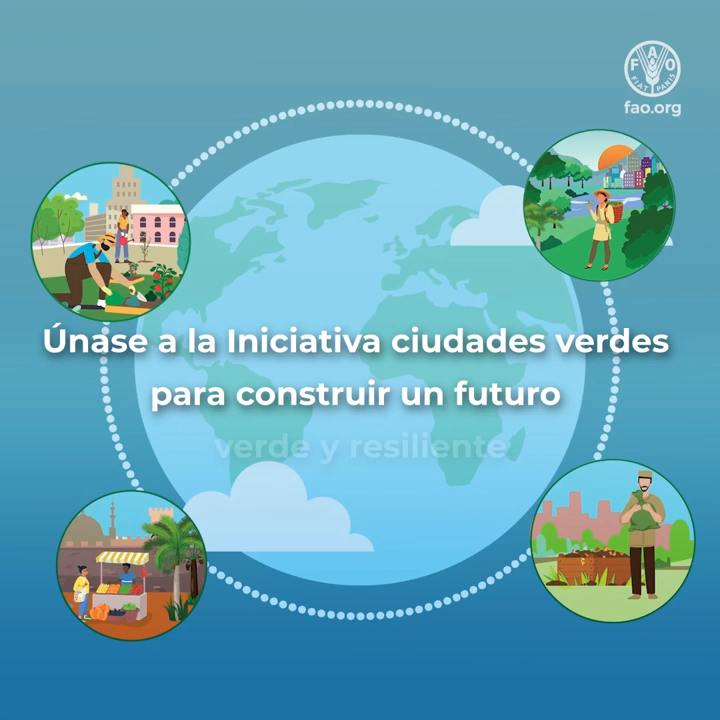 FAO
FIAT PANIS
fao.org
Únase a la Iniciativa ciudades verdes
para construir un futuro
verde y resiliente